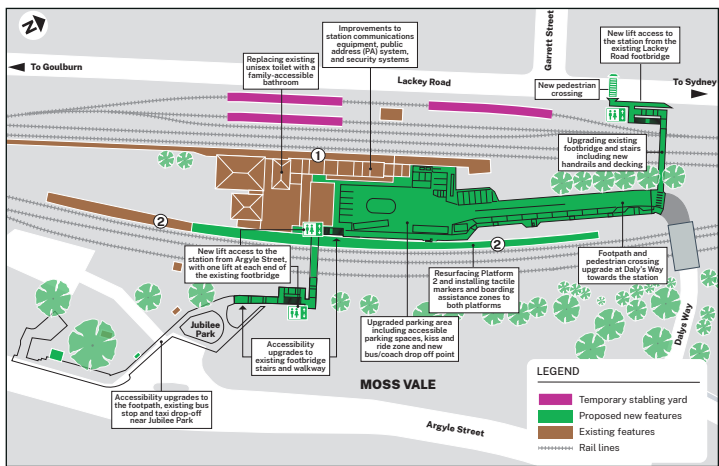 N
To Goulburn
Replacing existing
unisex toilet with a
family-accessible
bathroom
Improvements to
station communications
equipment, public
address (PA) system,
and security systems
Lackey Road
Garrett Street
New lift access to
the station from the
existing Lackey
Road footbridge
New pedestrian
crossing
To Sydney
Upgrading existing
footbridge and stairs
including new
handrails and decking
1
2
2
New lift access to the
station from Argyle Street,
with one lift at each end of
the existing footbridge
Resurfacing Platform
2 and installing tactile
markers and boarding
assistance zones to
both platforms
Footpath and
pedestrian crossing
upgrade at Daly's Way
towards the station
Jubilee
Park
Accessibility
upgrades to
existing footbridge
stairs and walkway
Upgraded parking area
including accessible
parking spaces, kiss and
ride zone and new
bus/coach drop off point
Dalys Way
Accessibility upgrades to
the footpath, existing bus
stop and taxi drop-off
near Jubilee Park
MOSS VALE
Argyle Street
LEGEND
Temporary stabling yard
Proposed new features
Existing features
Rail lines